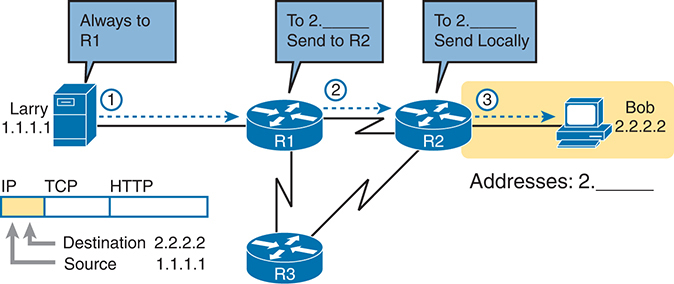 Always to
R1
To 2._____
Send to R2
To 2._____
Send Locally
1
2
3
Larry
1.1.1.1
R1
R2
Bob
2.2.2.2
Addresses: 2._____
IP TCP HTTP
Destination 2.2.2.2
Source 1.1.1.1
R3